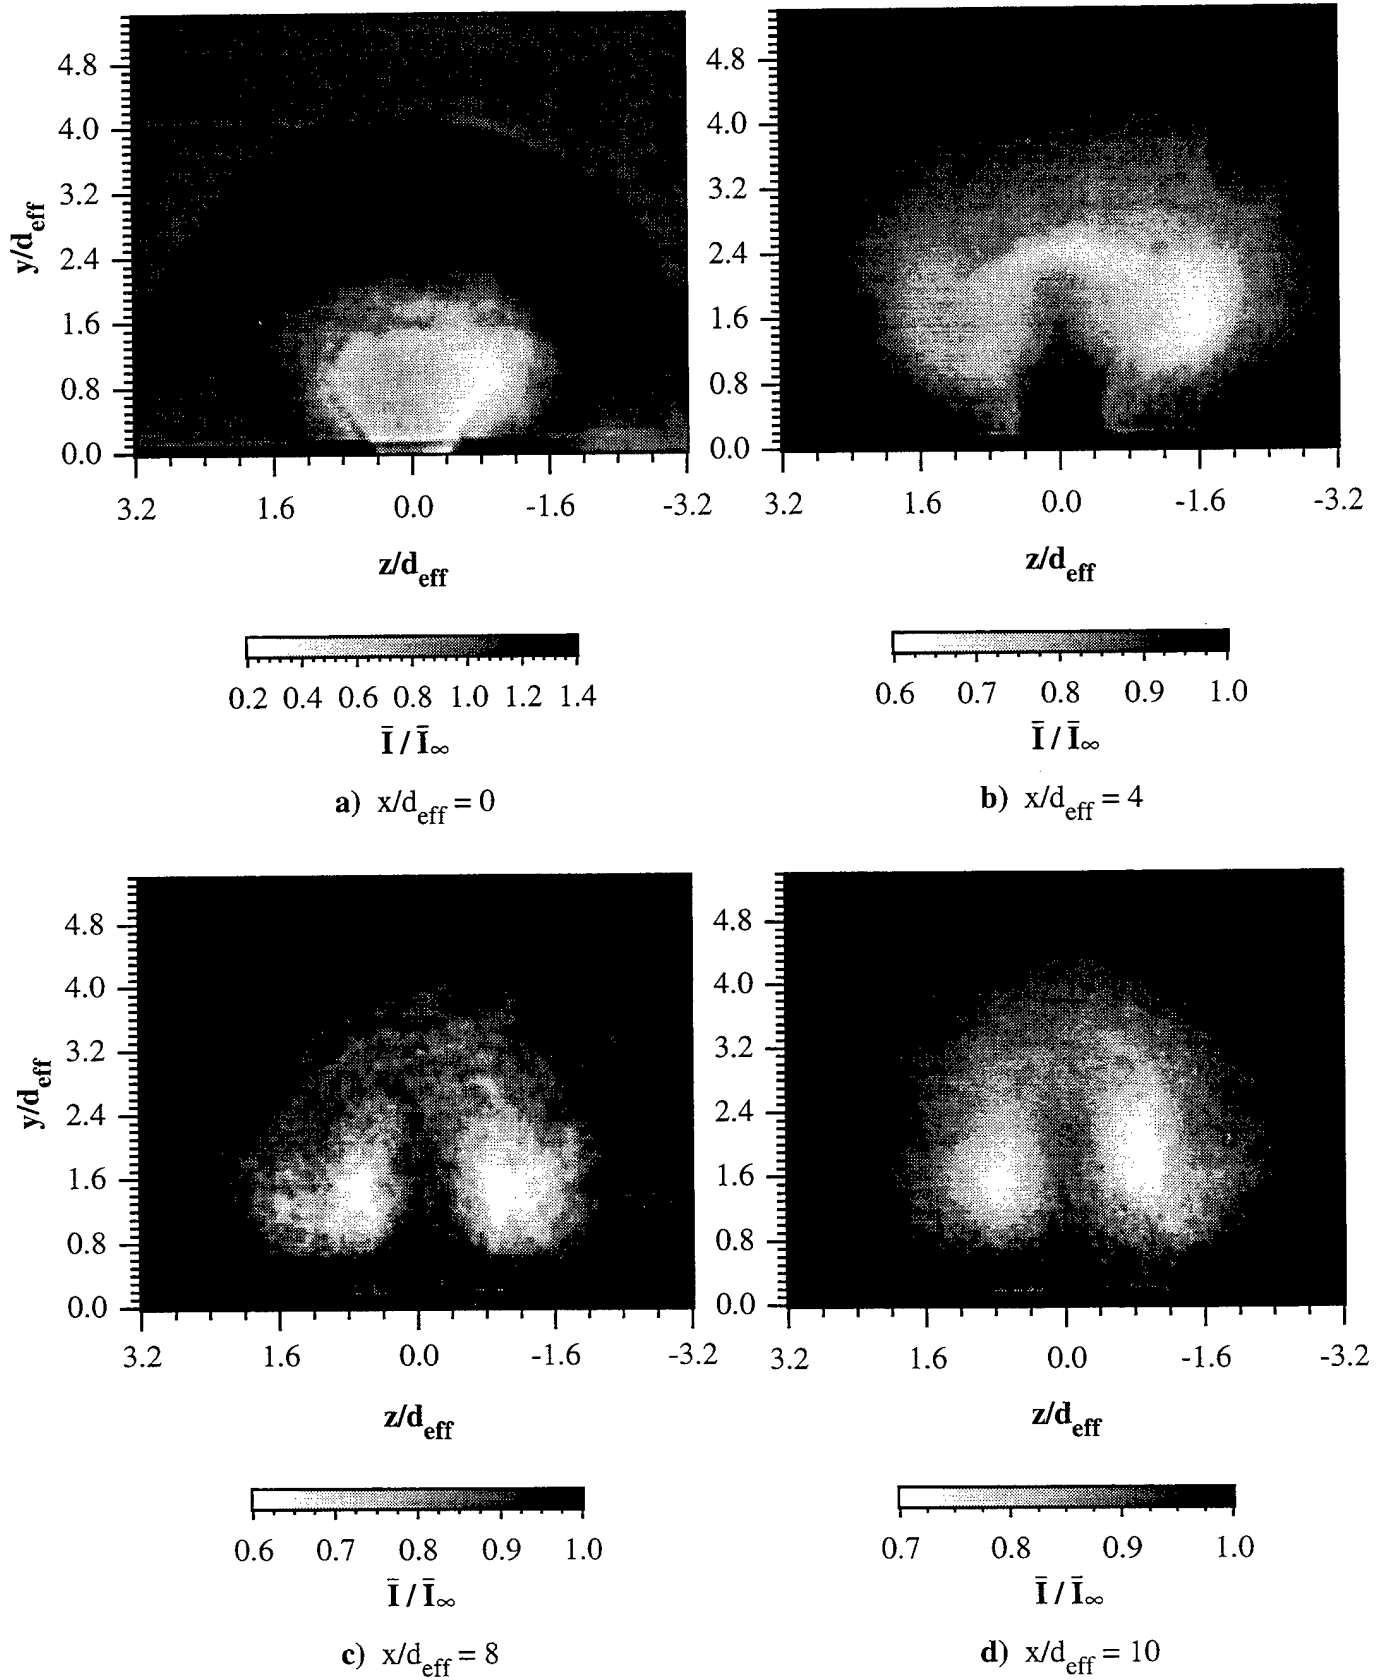 4.8
4.0
3.2
2.4
1.6
0.8
0.0
y/d_eff
3.2 1.6 0.0 -1.6 -3.2
z/d_eff
0.2 0.4 0.6 0.8 1.0 1.2 1.4
Ī / Ī∞
a) x/d_eff = 0
4.8
4.0
3.2
2.4
1.6
0.8
0.0
3.2 1.6 0.0 -1.6 -3.2
z/d_eff
0.6 0.7 0.8 0.9 1.0
Ī / Ī∞
b) x/d_eff = 4
4.8
4.0
3.2
2.4
1.6
0.8
0.0
y/d_eff
3.2 1.6 0.0 -1.6 -3.2
z/d_eff
0.6 0.7 0.8 0.9 1.0
Ī / Ī∞
c) x/d_eff = 8
4.8
4.0
3.2
2.4
1.6
0.8
0.0
3.2 1.6 0.0 -1.6 -3.2
z/d_eff
0.7 0.8 0.9 1.0
Ī / Ī∞
d) x/d_eff = 10